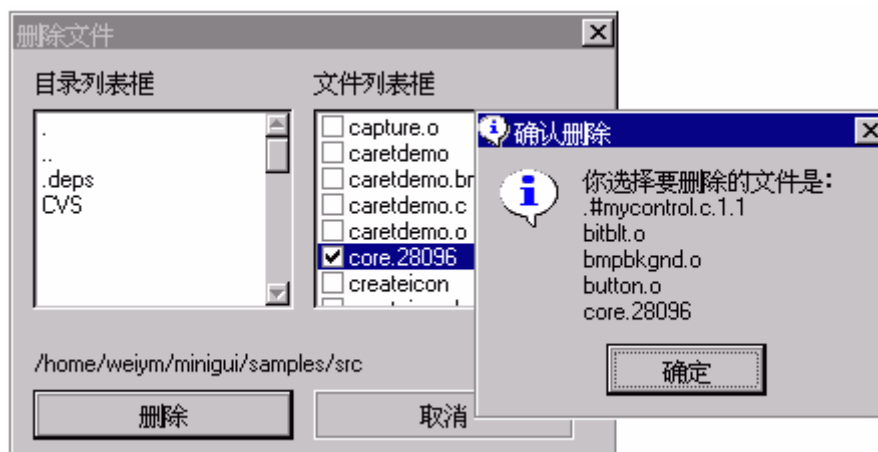 删除文件
目录列表框
.
..
.deps
CVS
文件列表框
capture.o
caretdemo
caretdemo.c
caretdemo.o
core.28096
createicon
/home/weiym/minigui/samples/src
删除
取消
确认删除
你选择要删除的文件是：
.#mycontrol.c.1.1
bitblt.o
bmpbkgnd.o
button.o
core.28096
确定